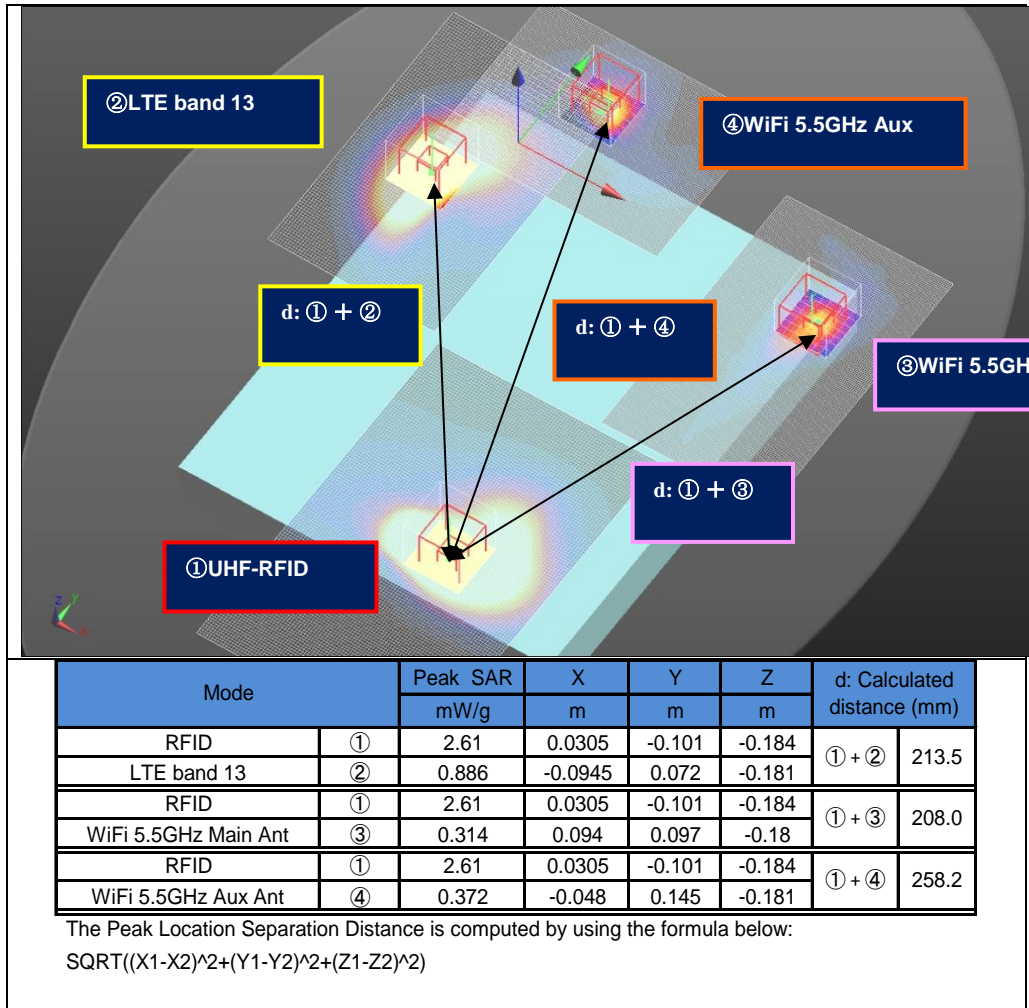 ②LTE band 13
④WiFi 5.5GHz Aux
d: ① + ②
d: ① + ④
③WiFi 5.5GH
d: ① + ③
①UHF-RFID
z y x
Mode Peak SAR X Y Z d: Calculated distance (mm)
mW/g m m m
RFID ① 2.61 0.0305 -0.101 -0.184 ① + ② 213.5
LTE band 13 ② 0.886 -0.0945 0.072 -0.181
RFID ① 2.61 0.0305 -0.101 -0.184 ① + ③ 208.0
WiFi 5.5GHz Main Ant ③ 0.314 0.094 0.097 -0.18
RFID ① 2.61 0.0305 -0.101 -0.184 ① + ④ 258.2
WiFi 5.5GHz Aux Ant ④ 0.372 -0.048 0.145 -0.181
The Peak Location Separation Distance is computed by using the formula below:
SQRT((X1-X2)^2+(Y1-Y2)^2+(Z1-Z2)^2)